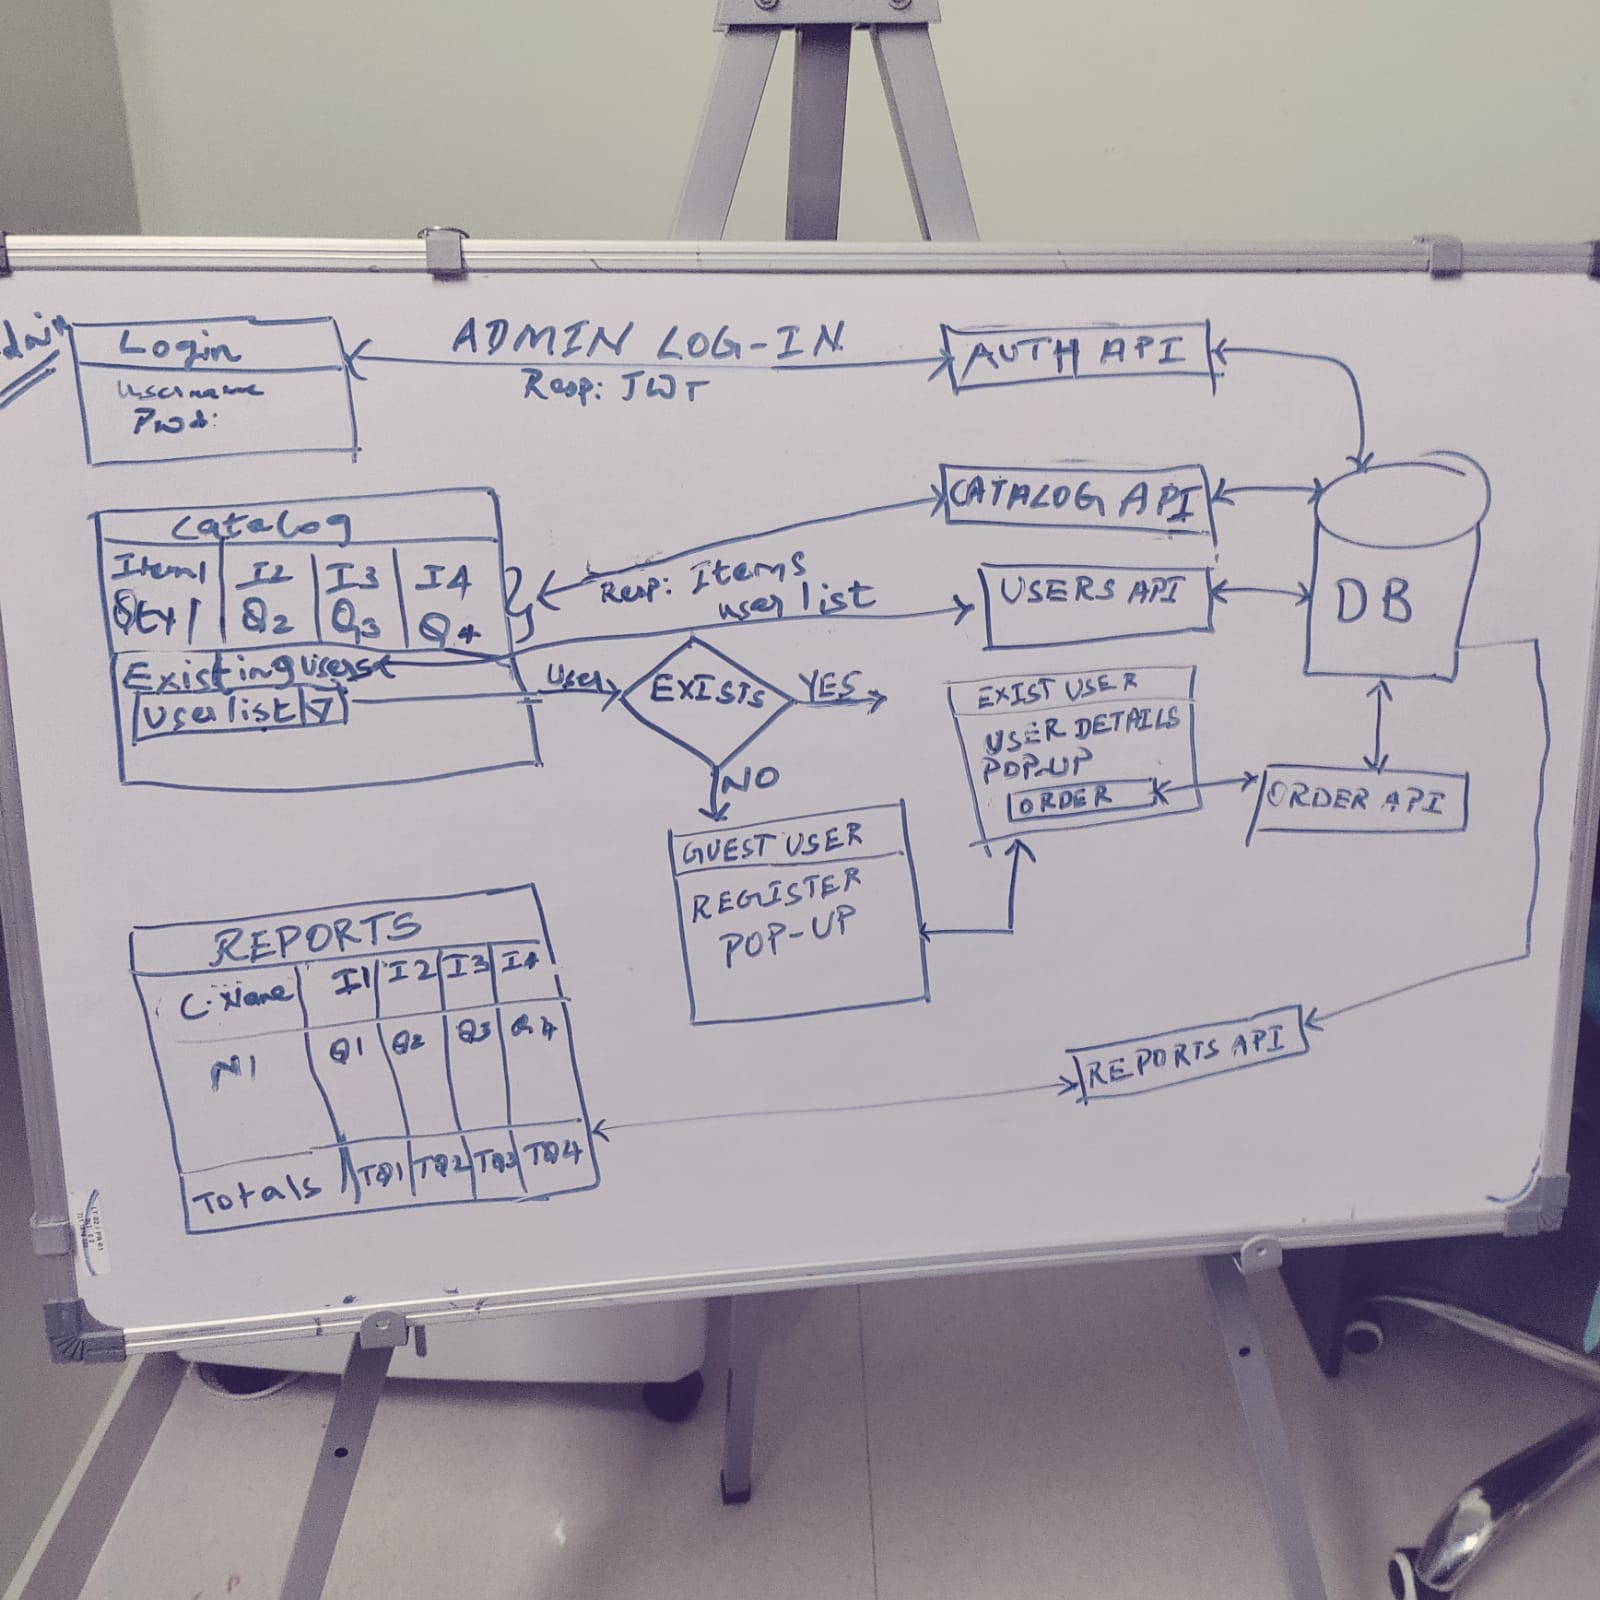 Login
Username
Pwd:
ADMIN LOG-IN
Resp: JWT
AUTH API
Catalog
Item1 I2 I3 I4
Qty1 Q2 Q3 Q4
Existing users
User list
Resp: Items
user list
CATALOG API
USERS API
DB
User
EXISTS
YES
NO
EXIST USER
USER DETAILS
POP-UP
ORDER
ORDER API
GUEST USER
REGISTER
POP-UP
REPORTS
C. Name I1 I2 I3 I4
N1 Q1 Q2 Q3 Q4
Totals TQ1 TQ2 TQ3 TQ4
REPORTS API